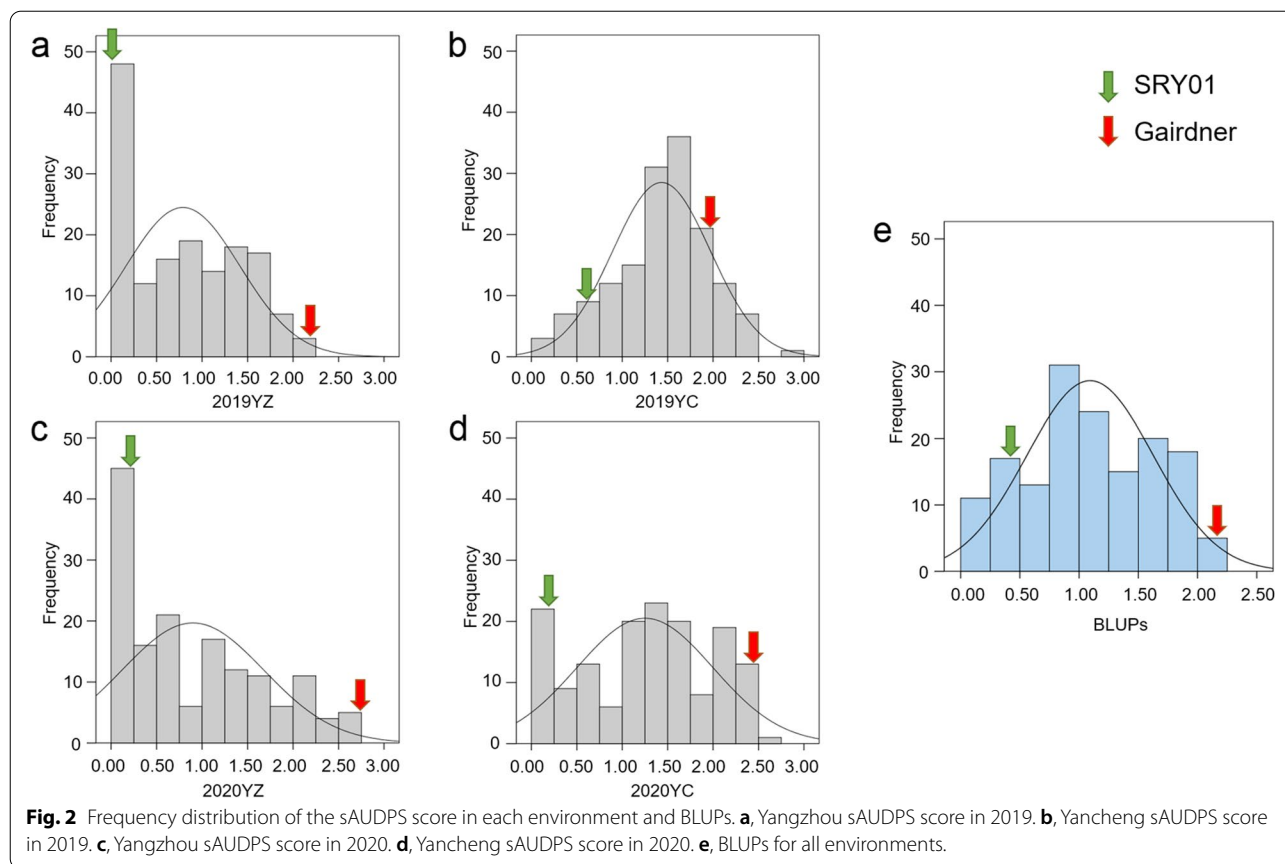 a
50
40
30
20
10
0
Frequency
0.00 0.50 1.00 1.50 2.00 2.50 3.00
2019YZ
b
50
40
30
20
10
0
Frequency
0.00 0.50 1.00 1.50 2.00 2.50 3.00
2019YC
SRY01
Gairdner
c
50
40
30
20
10
0
Frequency
0.00 0.50 1.00 1.50 2.00 2.50 3.00
2020YZ
d
50
40
30
20
10
0
Frequency
0.00 0.50 1.00 1.50 2.00 2.50 3.00
2020YC
e
50
40
30
20
10
0
Frequency
0.00 0.50 1.00 1.50 2.00 2.50
BLUPs
Fig. 2 Frequency distribution of the sAUDPS score in each environment and BLUPs. a, Yangzhou sAUDPS score in 2019. b, Yancheng sAUDPS score
in 2019. c, Yangzhou sAUDPS score in 2020. d, Yancheng sAUDPS score in 2020. e, BLUPs for all environments.